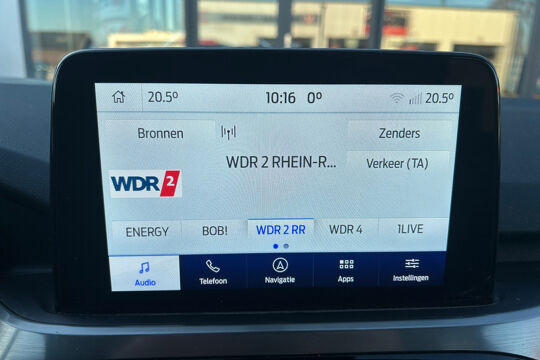 20.5° 10:16 0° 20.5°
Bronnen Zenders
WDR 2 RHEIN-R... Verkeer (TA)
WDR 2
ENERGY BOB! WDR 2 RR WDR 4 1LIVE
Audio Telefoon Navigatie Apps Instellingen